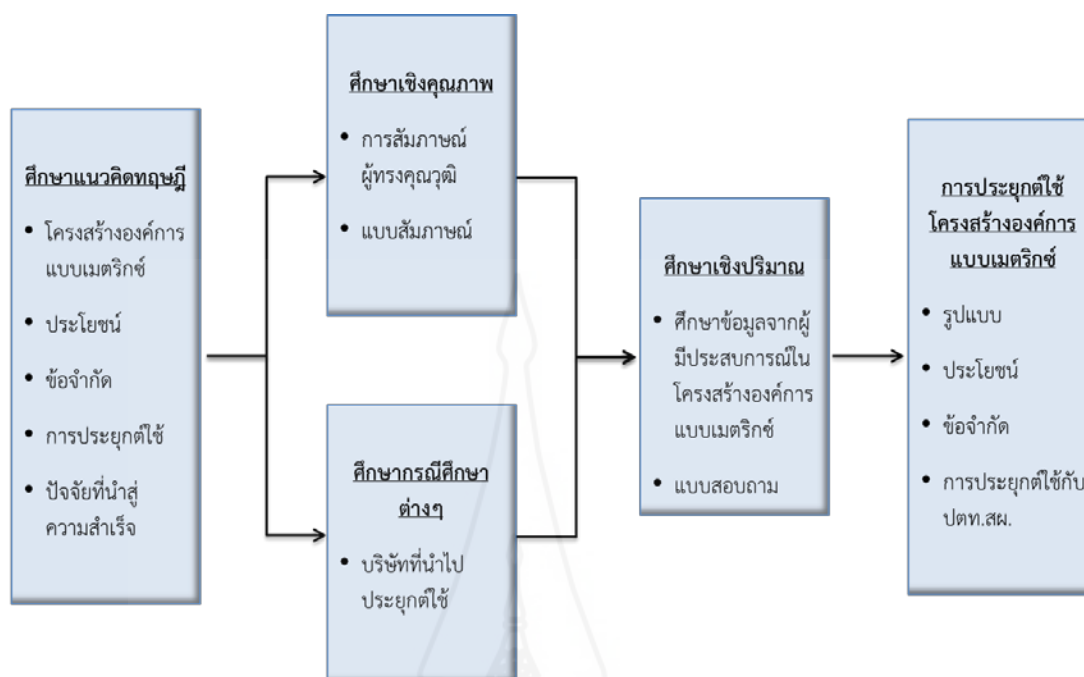 ศึกษาแนวคิดทฤษฎี
• โครงสร้างองค์การ
แบบเมตริกซ์
• ประโยชน์
• ข้อจำกัด
• การประยุกต์ใช้
• ปัจจัยที่นำสู่
ความสำเร็จ
ศึกษาเชิงคุณภาพ
• การสัมภาษณ์
ผู้ทรงคุณวุฒิ
• แบบสัมภาษณ์
ศึกษากรณีศึกษา
ต่างๆ
• บริษัทที่นำไป
ประยุกต์ใช้
ศึกษาเชิงปริมาณ
• ศึกษาข้อมูลจากผู้
มีประสบการณ์ใน
โครงสร้างองค์การ
แบบเมตริกซ์
• แบบสอบถาม
การประยุกต์ใช้
โครงสร้างองค์การ
แบบเมตริกซ์
• รูปแบบ
• ประโยชน์
• ข้อจำกัด
• การประยุกต์ใช้กับ
ปตท.สผ.